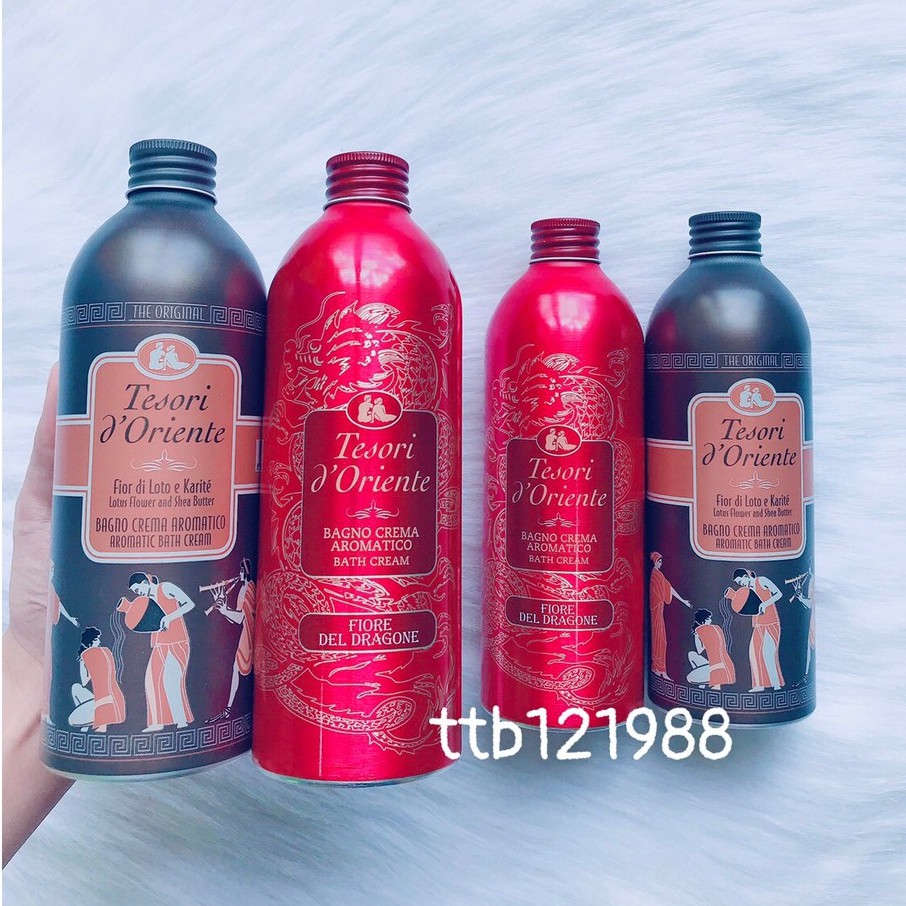 THE ORIGINAL
Tesori
d'Oriente
Fior di Loto e Karité
Lotus Flower and Shea Butter
BAGNO CREMA AROMATICO
AROMATIC BATH CREAM
Tesori
d'Oriente
BAGNO CREMA
AROMATICO
BATH CREAM
FIORE
DEL DRAGONE
Tesori
d'Oriente
BAGNO CREMA
AROMATICO
BATH CREAM
FIORE
DEL DRAGONE
THE ORIGINAL
Tesori
d'Oriente
Fior di Loto e Karité
Lotus Flower and Shea Butter
BAGNO CREMA AROMATICO
AROMATIC BATH CREAM
ttb121988